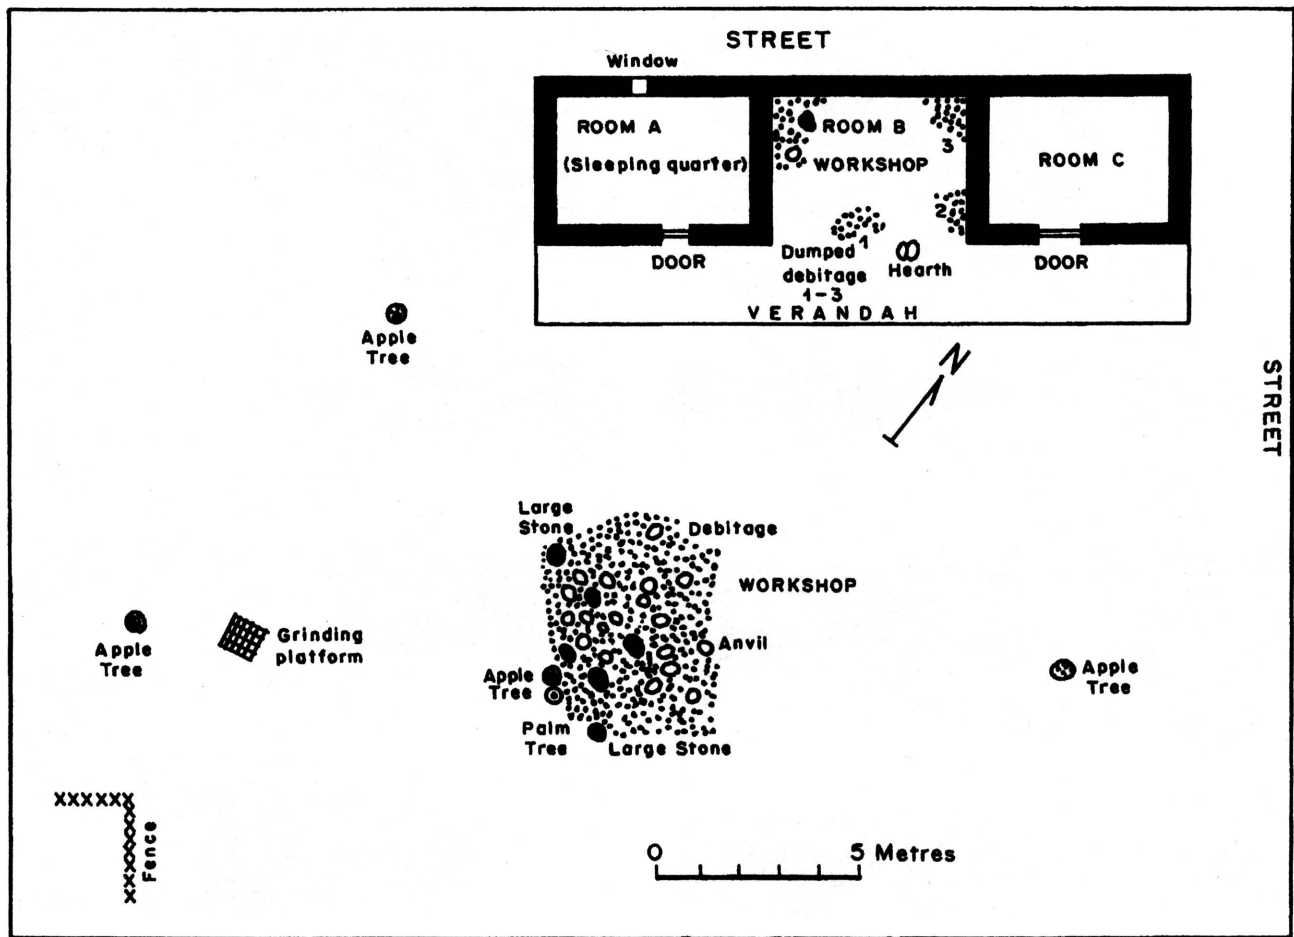 STREET
Window
ROOM A
(Sleeping quarter)
ROOM B
WORKSHOP
3
2
1
ROOM C
DOOR
Dumped
debitage
1-3
Hearth
DOOR
VERANDAH
Apple
Tree
N
STREET
Large
Stone
Debitage
WORKSHOP
Anvil
Apple
Tree
Grinding
platform
Apple
Tree
Palm
Tree
Large Stone
Apple
Tree
XXXXXX
Fence
0 5 Metres